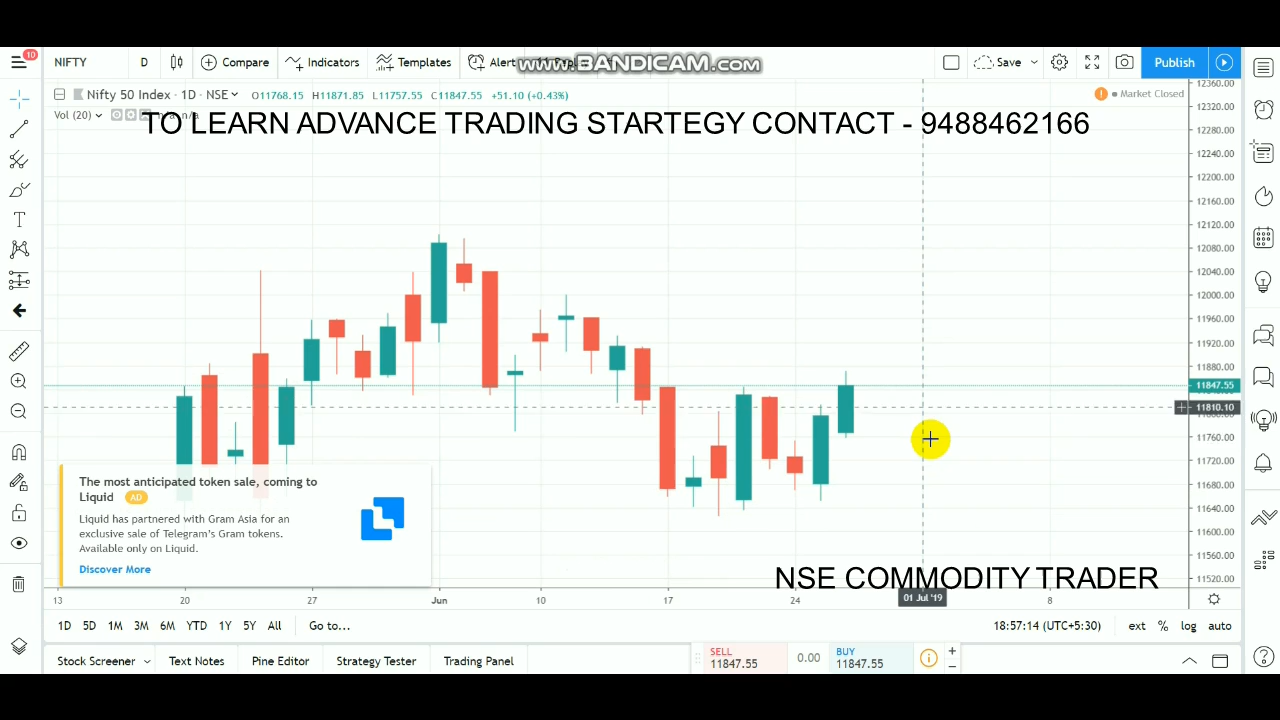 10
NIFTY
D
Compare
Indicators
Templates
Alert
www.BANDICAM.com
Save
Publish
Nifty 50 Index · 1D · NSE
O11768.15 H11871.85 L11757.55 C11847.55 +51.10 (+0.43%)
Market Closed
Vol (20)
n/a
TO LEARN ADVANCE TRADING STARTEGY CONTACT - 9488462166
12360.00
12320.00
12280.00
12240.00
12200.00
12160.00
12120.00
12080.00
12040.00
12000.00
11960.00
11920.00
11880.00
11847.55
11810.10
11760.00
11720.00
11680.00
11640.00
11600.00
11560.00
11520.00
The most anticipated token sale, coming to
Liquid AD
Liquid has partnered with Gram Asia for an
exclusive sale of Telegram's Gram tokens.
Available only on Liquid.
Discover More
NSE COMMODITY TRADER
13 20 27 Jun 10 17 24 01 Jul '19 8
1D 5D 1M 3M 6M YTD 1Y 5Y All Go to...
18:57:14 (UTC+5:30) ext % log auto
Stock Screener Text Notes Pine Editor Strategy Tester Trading Panel
SELL
11847.55
0.00
BUY
11847.55